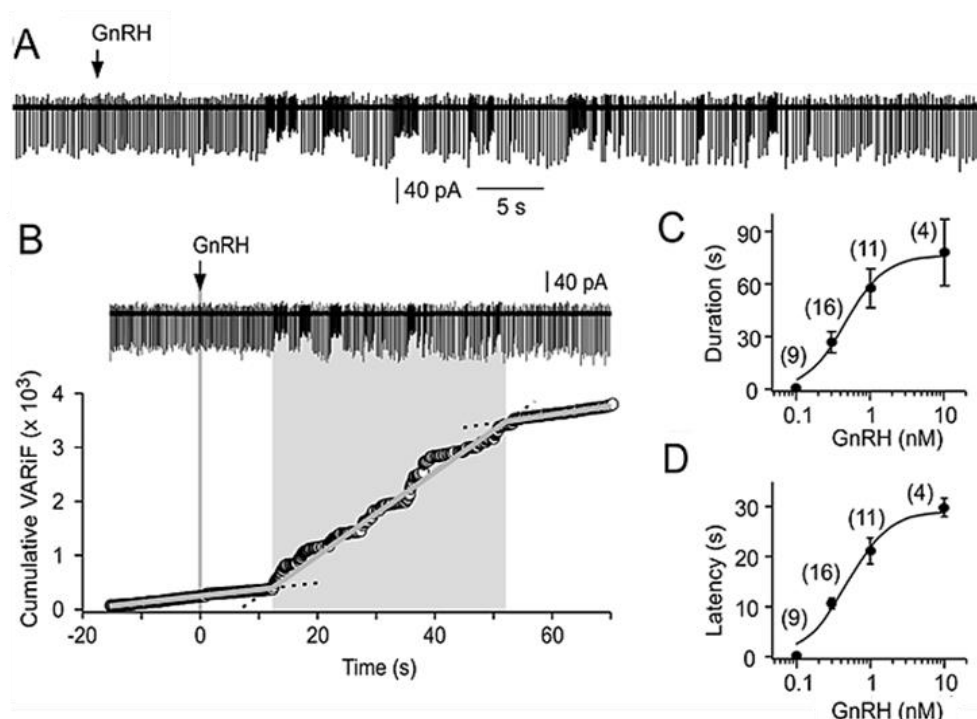 A
GnRH
40 pA
5 s
B
GnRH
40 pA
Cumulative VARiF (x 10³)
4
3
2
1
0
-20
0
20
40
60
Time (s)
C
Duration (s)
90
60
30
0
(9)
(16)
(11)
(4)
0.1
1
10
GnRH (nM)
D
Latency (s)
30
20
10
0
(9)
(16)
(11)
(4)
0.1
1
10
GnRH (nM)